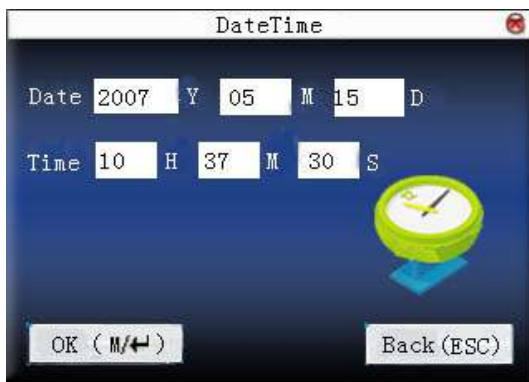 DateTime
Date 2007 Y 05 M 15 D
Time 10 H 37 M 30 S
OK (M/↵) Back(ESC)